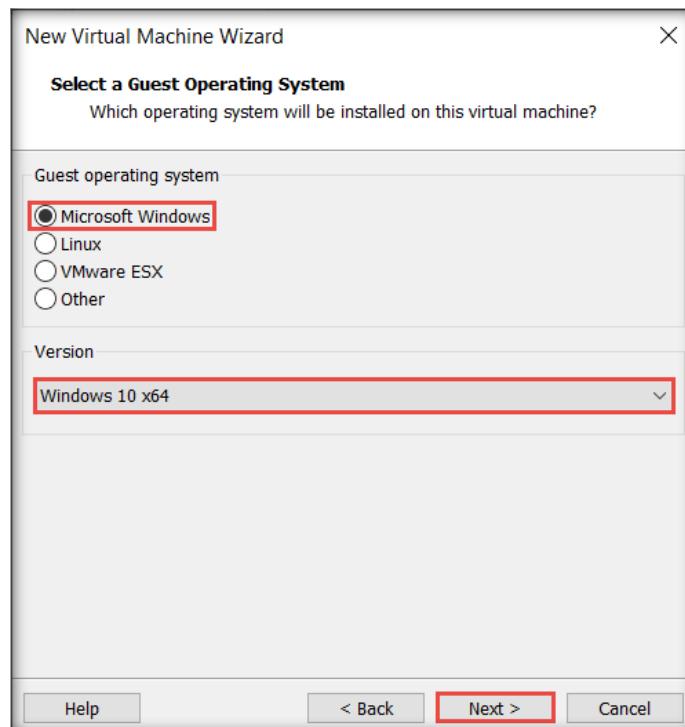 New Virtual Machine Wizard
Select a Guest Operating System
Which operating system will be installed on this virtual machine?
Guest operating system
Microsoft Windows
Linux
VMware ESX
Other
Version
Windows 10 x64
Help < Back Next > Cancel